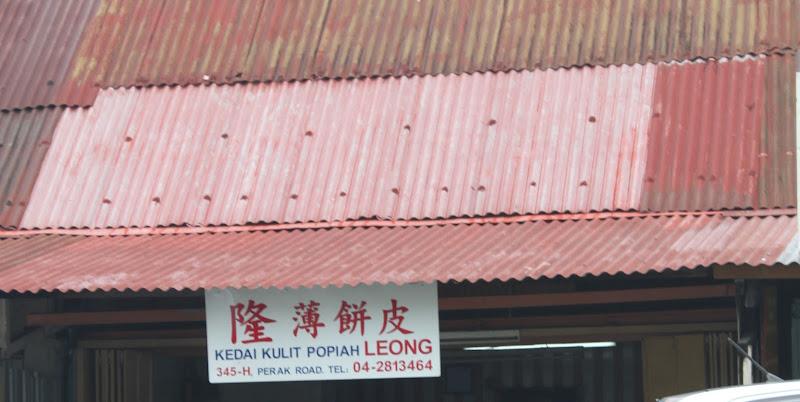 隆薄餅皮
KEDAI KULIT POPIAH LEONG
345-H, PERAK ROAD. TEL: 04-2813464